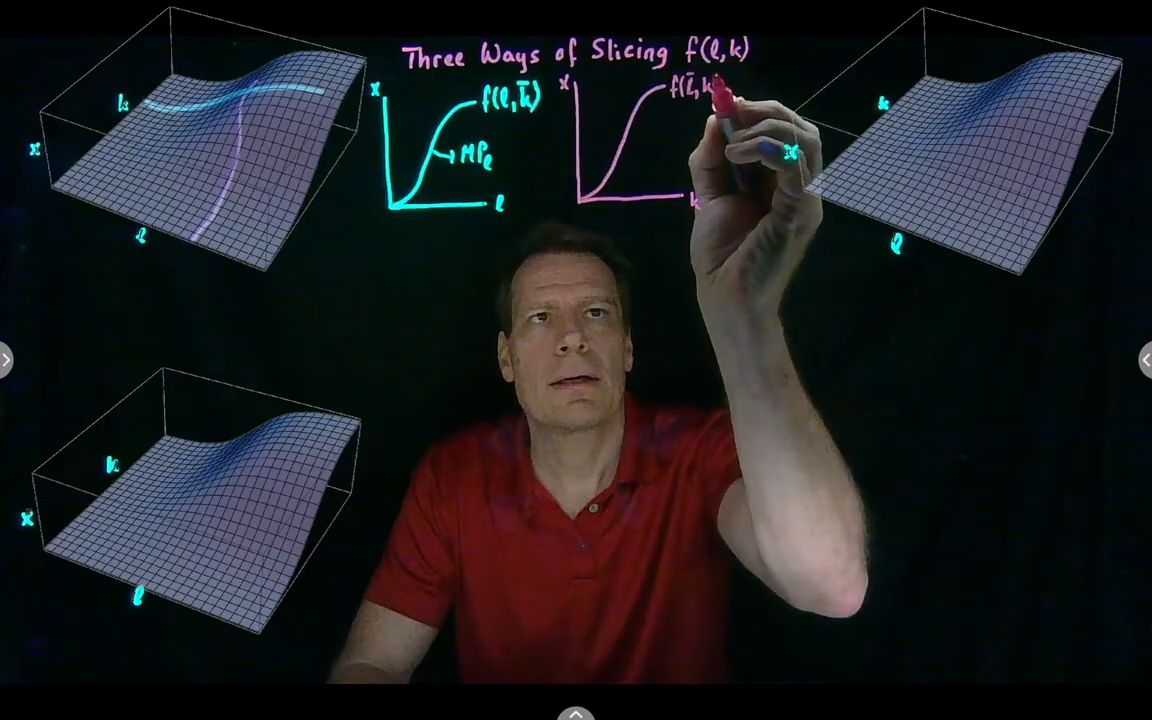 Three Ways of Slicing f(l,k)
k
x
l
x
f(l,k̄)
MPₗ
l
x
f(l̄,k
k
k
x
l
k
x
l